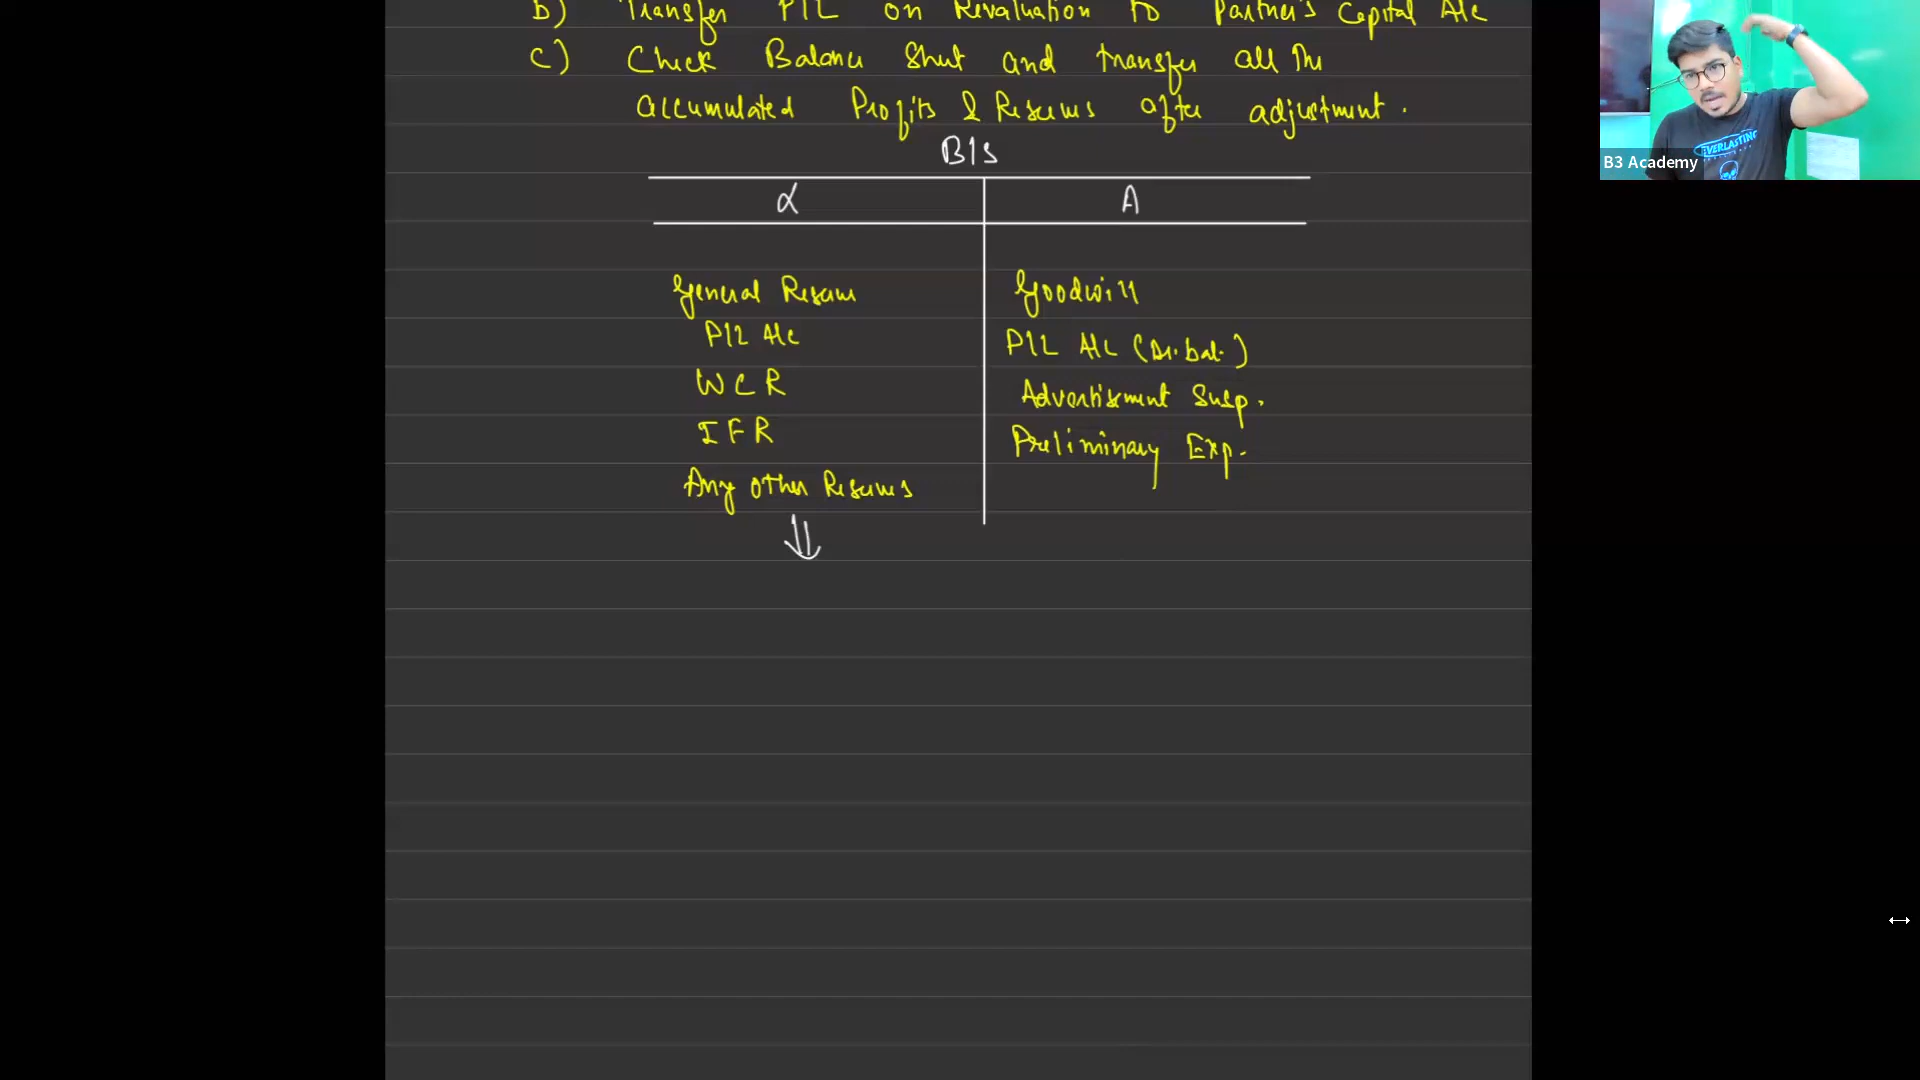 b) Transfer P/L on Revaluation to Partner's Capital A/c
c) Check Balance Sheet and transfer all the
accumulated Profits & Reserves after adjustment.
B/S
L A
General Reserve Goodwill
P/L A/c P/L A/c (Dr. bal.)
WCR Advertisment Susp.
IFR Preliminary Exp.
Any other Reserves
B3 Academy
EVERLASTING